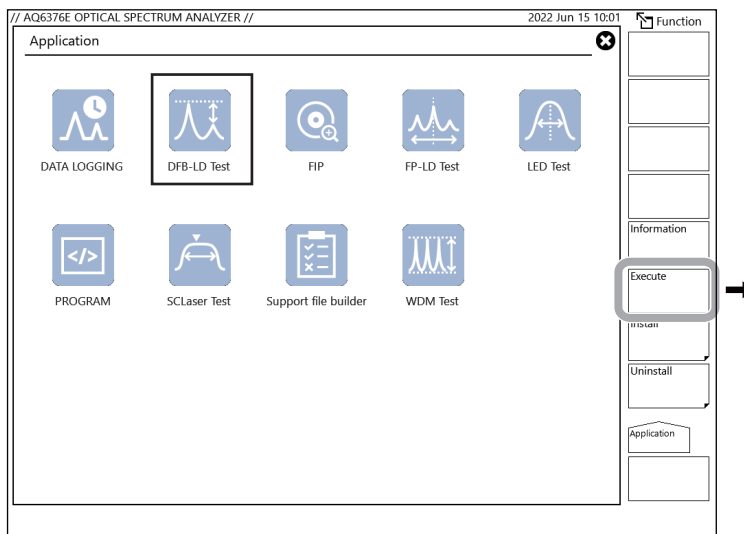 // AQ6376E OPTICAL SPECTRUM ANALYZER // 2022 Jun 15 10:01
Function
Application
DATA LOGGING DFB-LD Test FIP FP-LD Test LED Test
PROGRAM SCLaser Test Support file builder WDM Test
Information
Execute
Install
Uninstall
Application